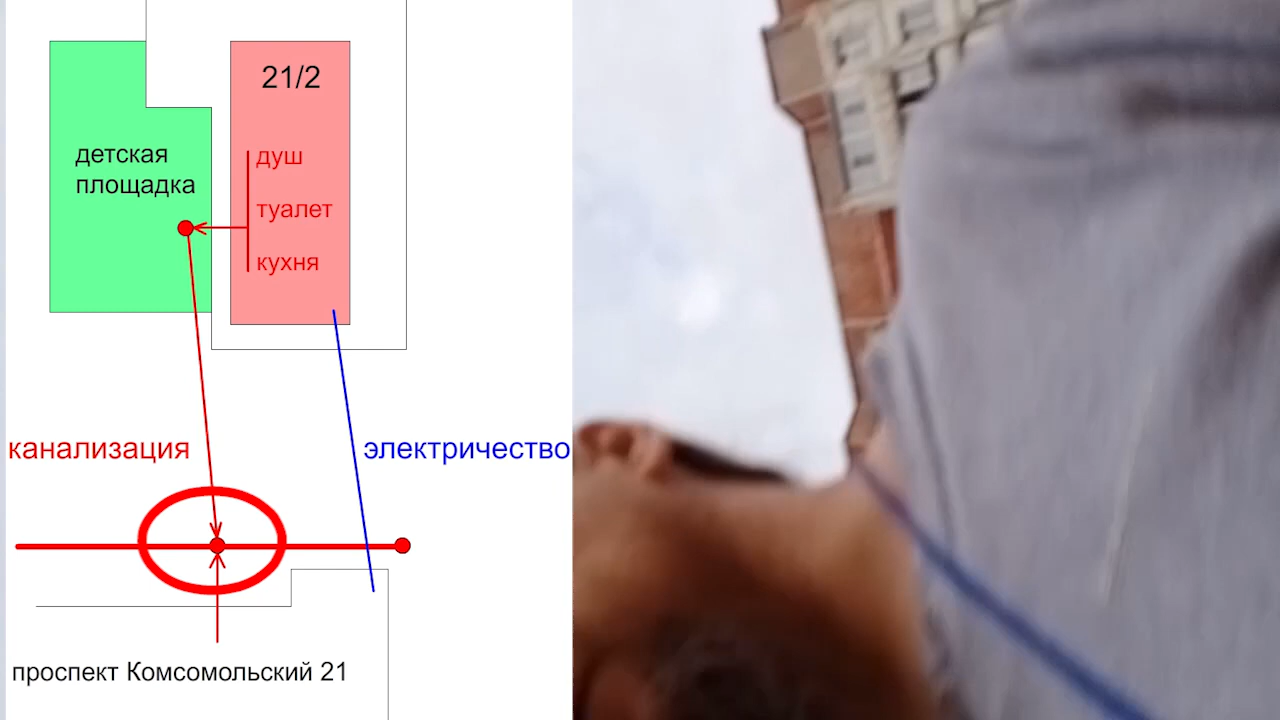 21/2
детская
площадка
душ
туалет
кухня
канализация
электричество
проспект Комсомольский 21